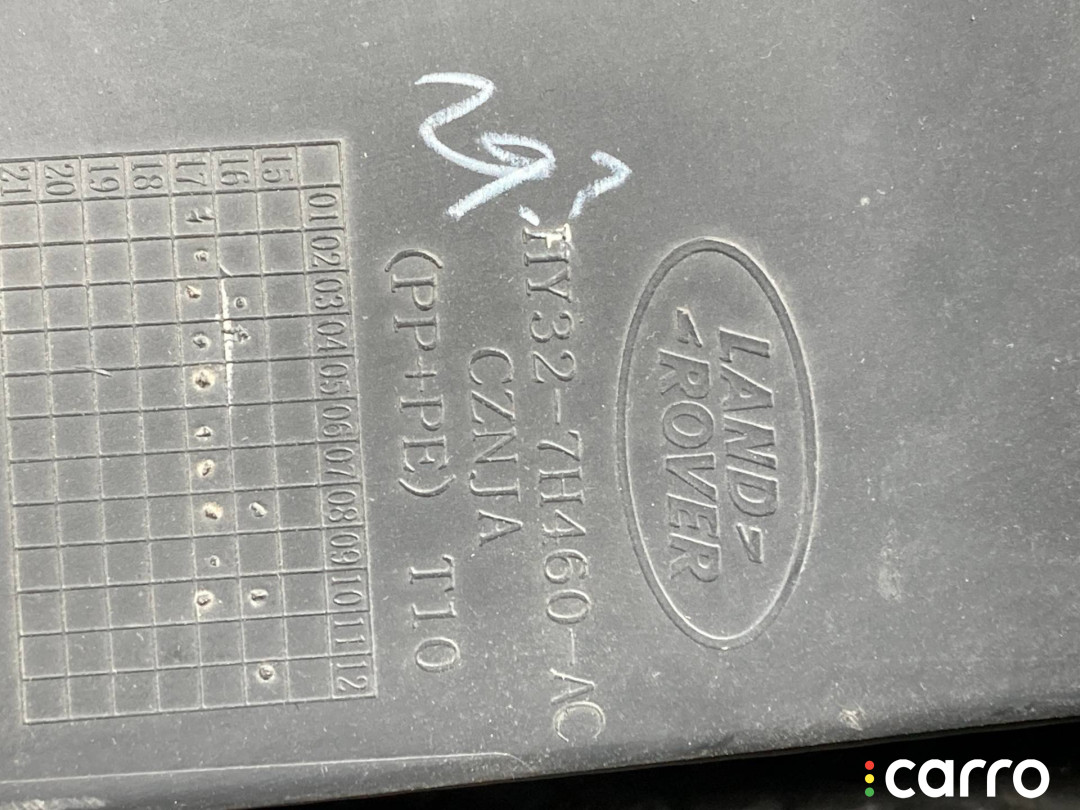 LAND
ROVER
HY32-7H460-AC
CZNJA
(PP+PE) T10
01 02 03 04 05 06 07 08 09 10 11 12
15
16
17
18
19
20
21
carro